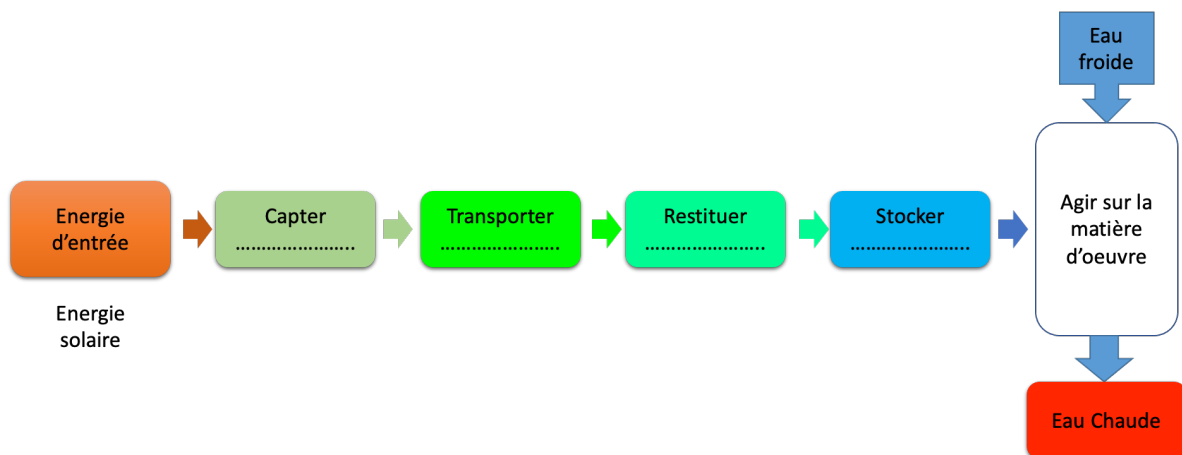 Eau
froide
Energie
d'entrée
Capter
........................
Transporter
........................
Restituer
........................
Stocker
........................
Agir sur la
matière
d'oeuvre
Energie
solaire
Eau Chaude